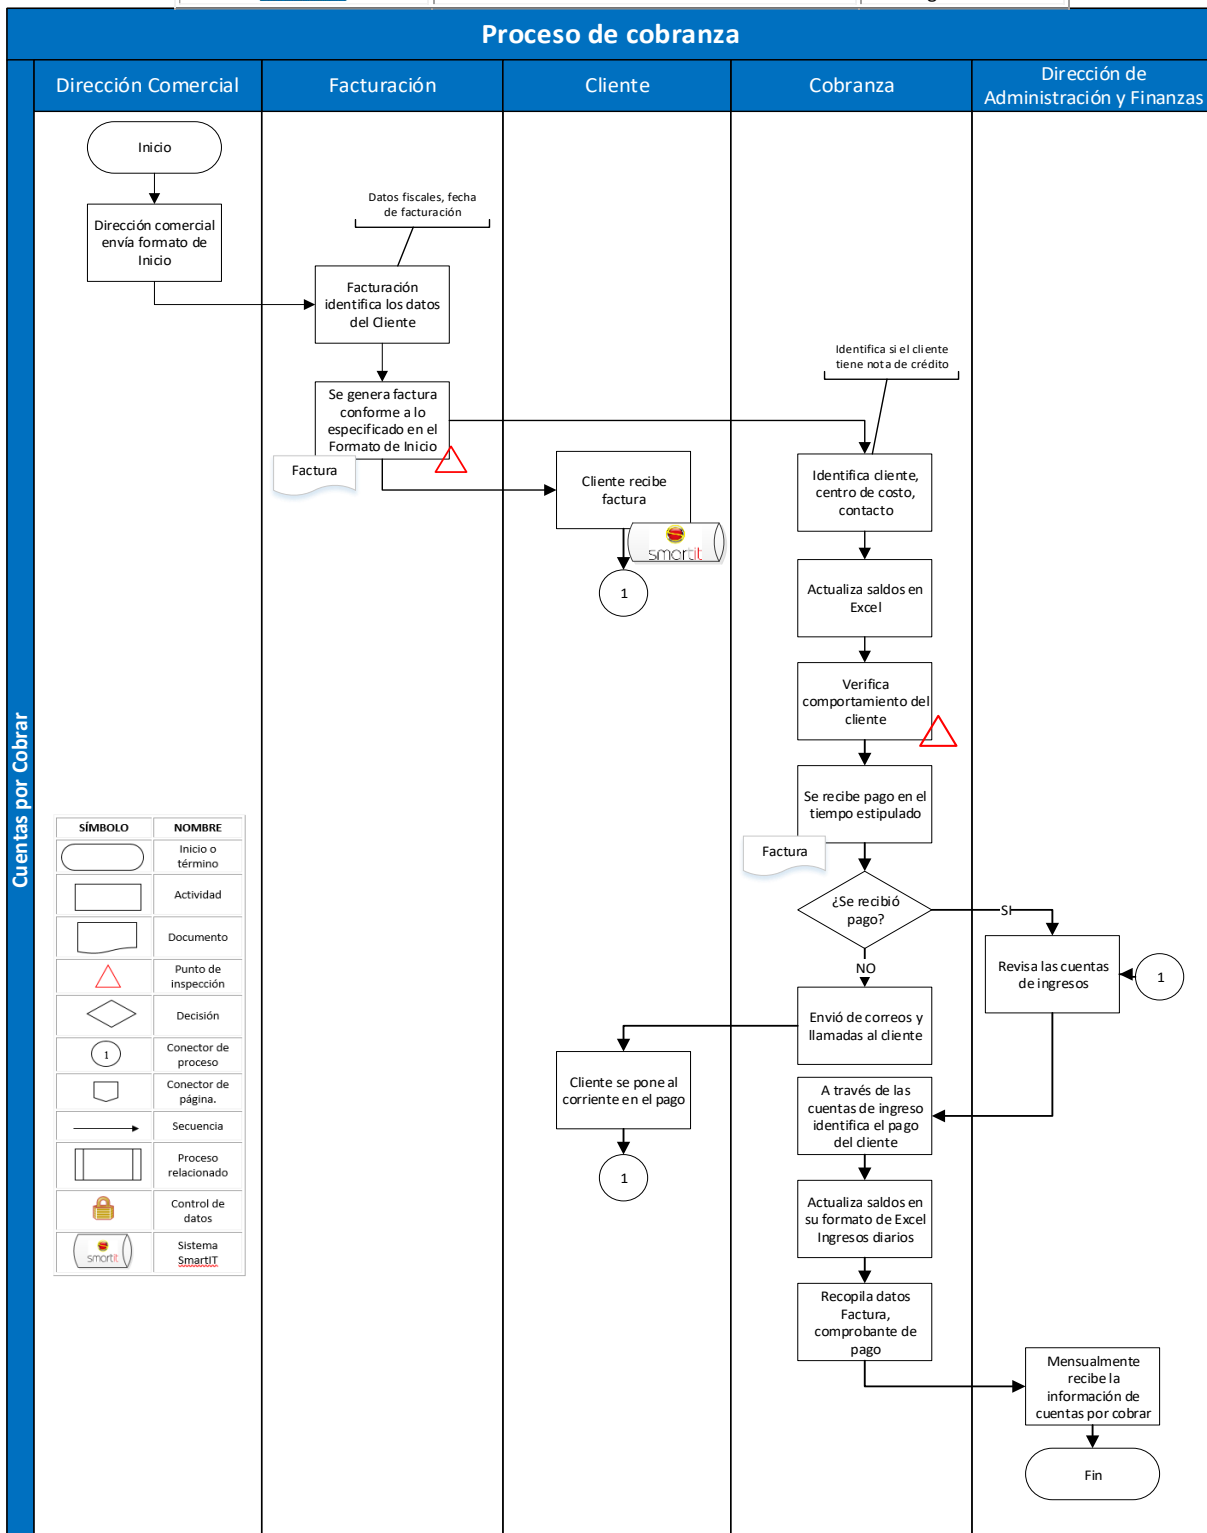 Proceso de cobranza
Dirección Comercial
Facturación
Cliente
Cobranza
Dirección de
Administración y Finanzas
Cuentas por Cobrar
Inicio
Dirección comercial
envía formato de
Inicio
Datos fiscales, fecha
de facturación
Facturación
identifica los datos
del Cliente
Se genera factura
conforme a lo
especificado en el
Formato de Inicio
Factura
Cliente recibe
factura
smartit
1
Identifica si el cliente
tiene nota de crédito
Identifica cliente,
centro de costo,
contacto
Actualiza saldos en
Excel
Verifica
comportamiento del
cliente
Se recibe pago en el
tiempo estipulado
Factura
¿Se recibió
pago?
SI
NO
Revisa las cuentas
de ingresos
1
Envió de correos y
llamadas al cliente
Cliente se pone al
corriente en el pago
1
A través de las
cuentas de ingreso
identifica el pago
del cliente
Actualiza saldos en
su formato de Excel
Ingresos diarios
Recopila datos
Factura,
comprobante de
pago
Mensualmente
recibe la
información de
cuentas por cobrar
Fin
SÍMBOLO NOMBRE
Inicio o
término
Actividad
Documento
Punto de
inspección
Decisión
1 Conector de
proceso
Conector de
página.
Secuencia
Proceso
relacionado
Control de
datos
smartit Sistema
SmartIT